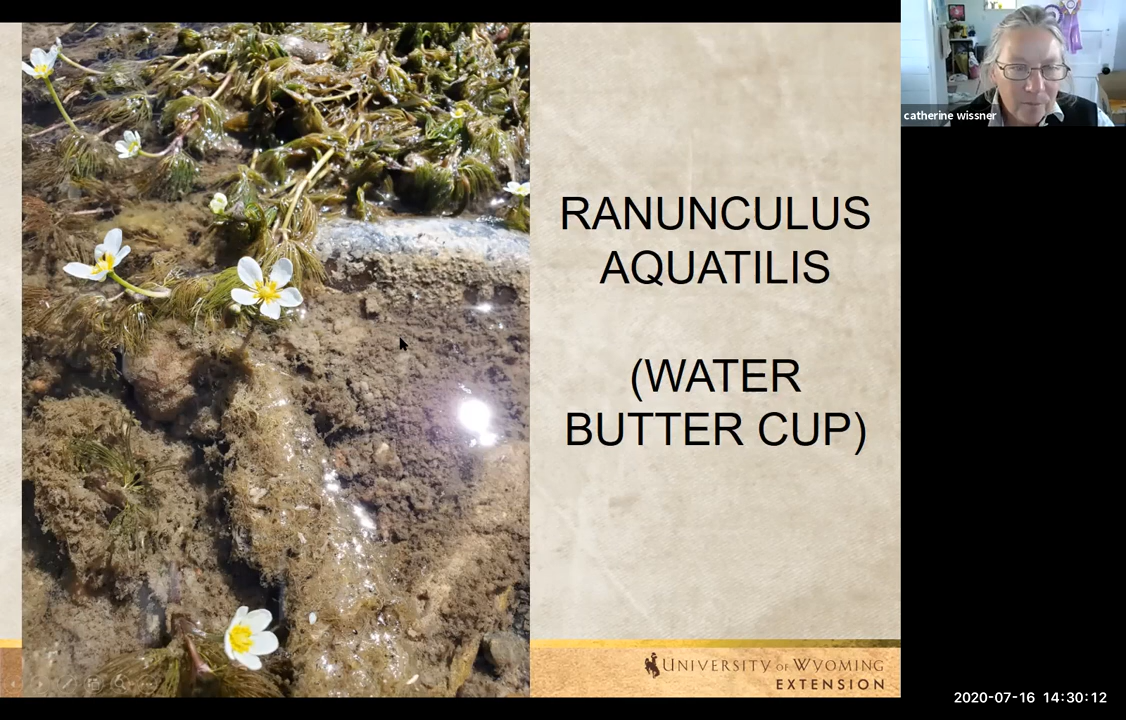 catherine wissner
RANUNCULUS
AQUATILIS
(WATER
BUTTER CUP)
UNIVERSITY OF WYOMING
EXTENSION
2020-07-16 14:30:12